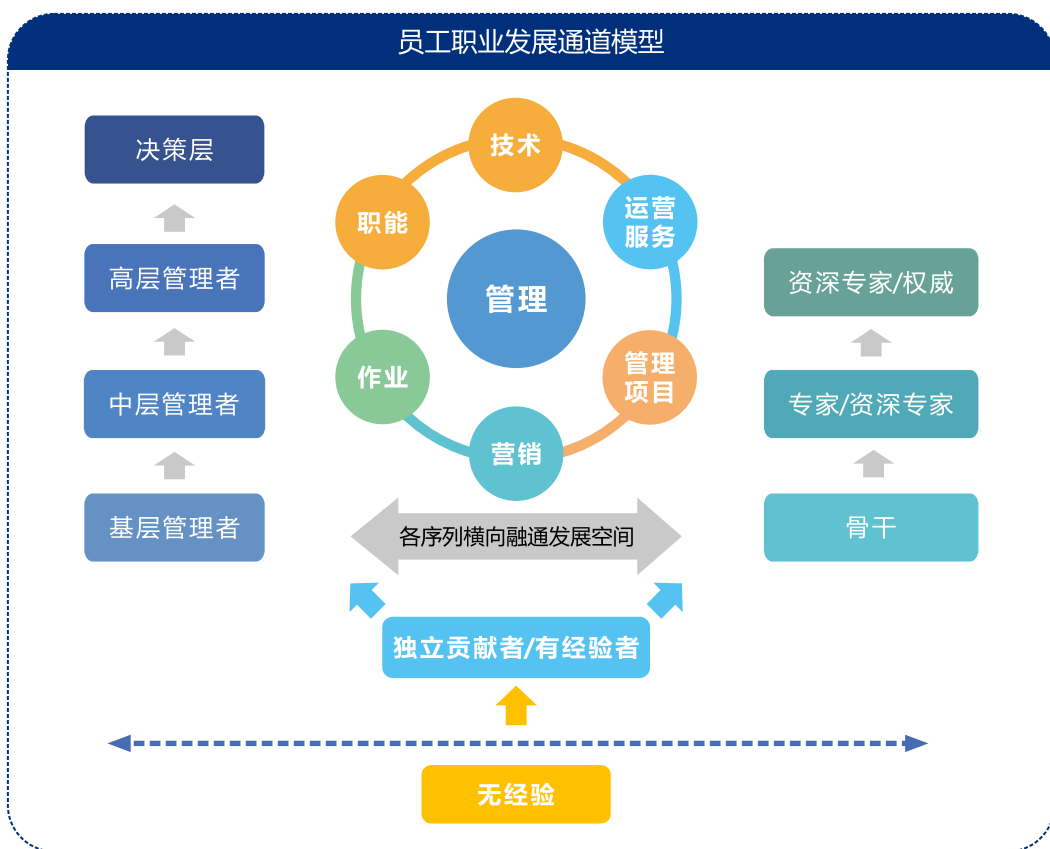 员工职业发展通道模型
决策层
高层管理者
中层管理者
基层管理者
技术
职能
运营
服务
管理
作业
管理
项目
营销
资深专家/权威
专家/资深专家
骨干
各序列横向融通发展空间
独立贡献者/有经验者
无经验